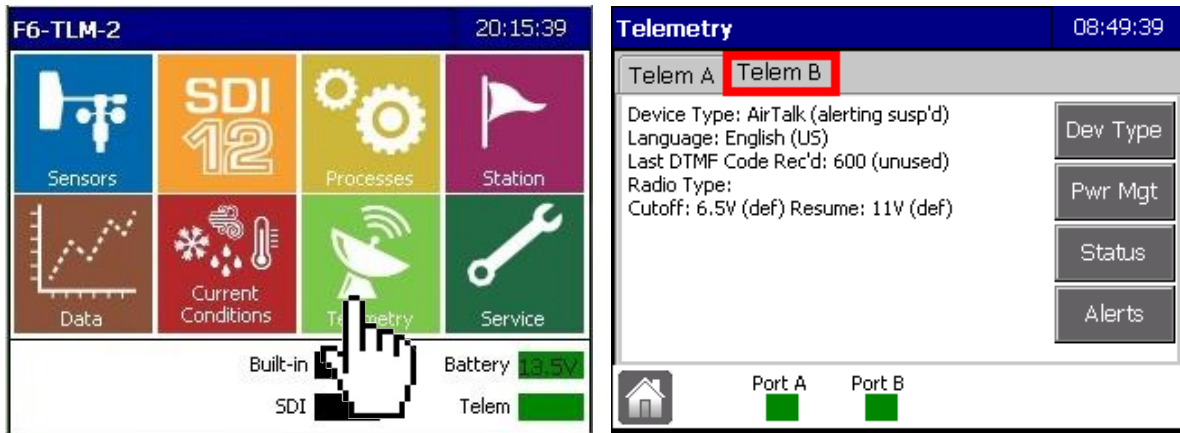 F6-TLM-2 20:15:39
SDI
12
Sensors Processes Station
Current
Data Conditions Telemetry Service
Built-in Battery 13.5V
SDI Telem
Telemetry 08:49:39
Telem A Telem B
Device Type: AirTalk (alerting susp'd)
Language: English (US)
Last DTMF Code Rec'd: 600 (unused)
Radio Type:
Cutoff: 6.5V (def) Resume: 11V (def)
Dev Type
Pwr Mgt
Status
Alerts
Port A Port B